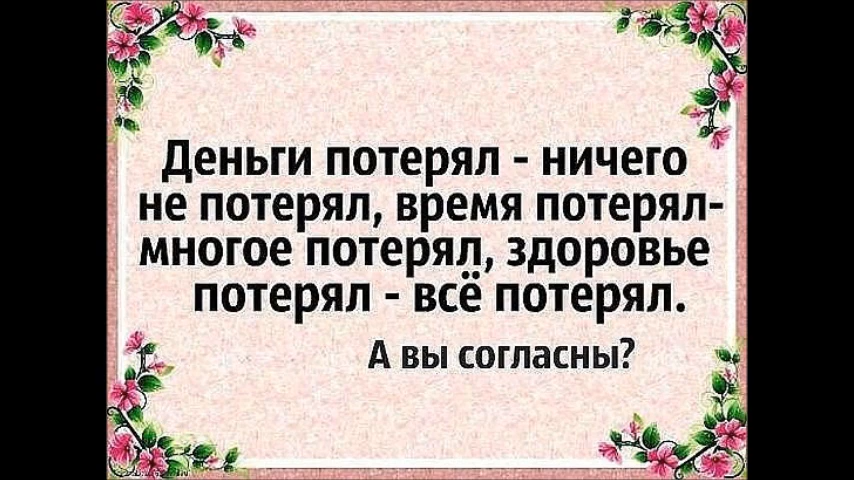 Деньги потерял - ничего
не потерял, время потерял-
многое потерял, здоровье
потерял - всё потерял.
А вы согласны?